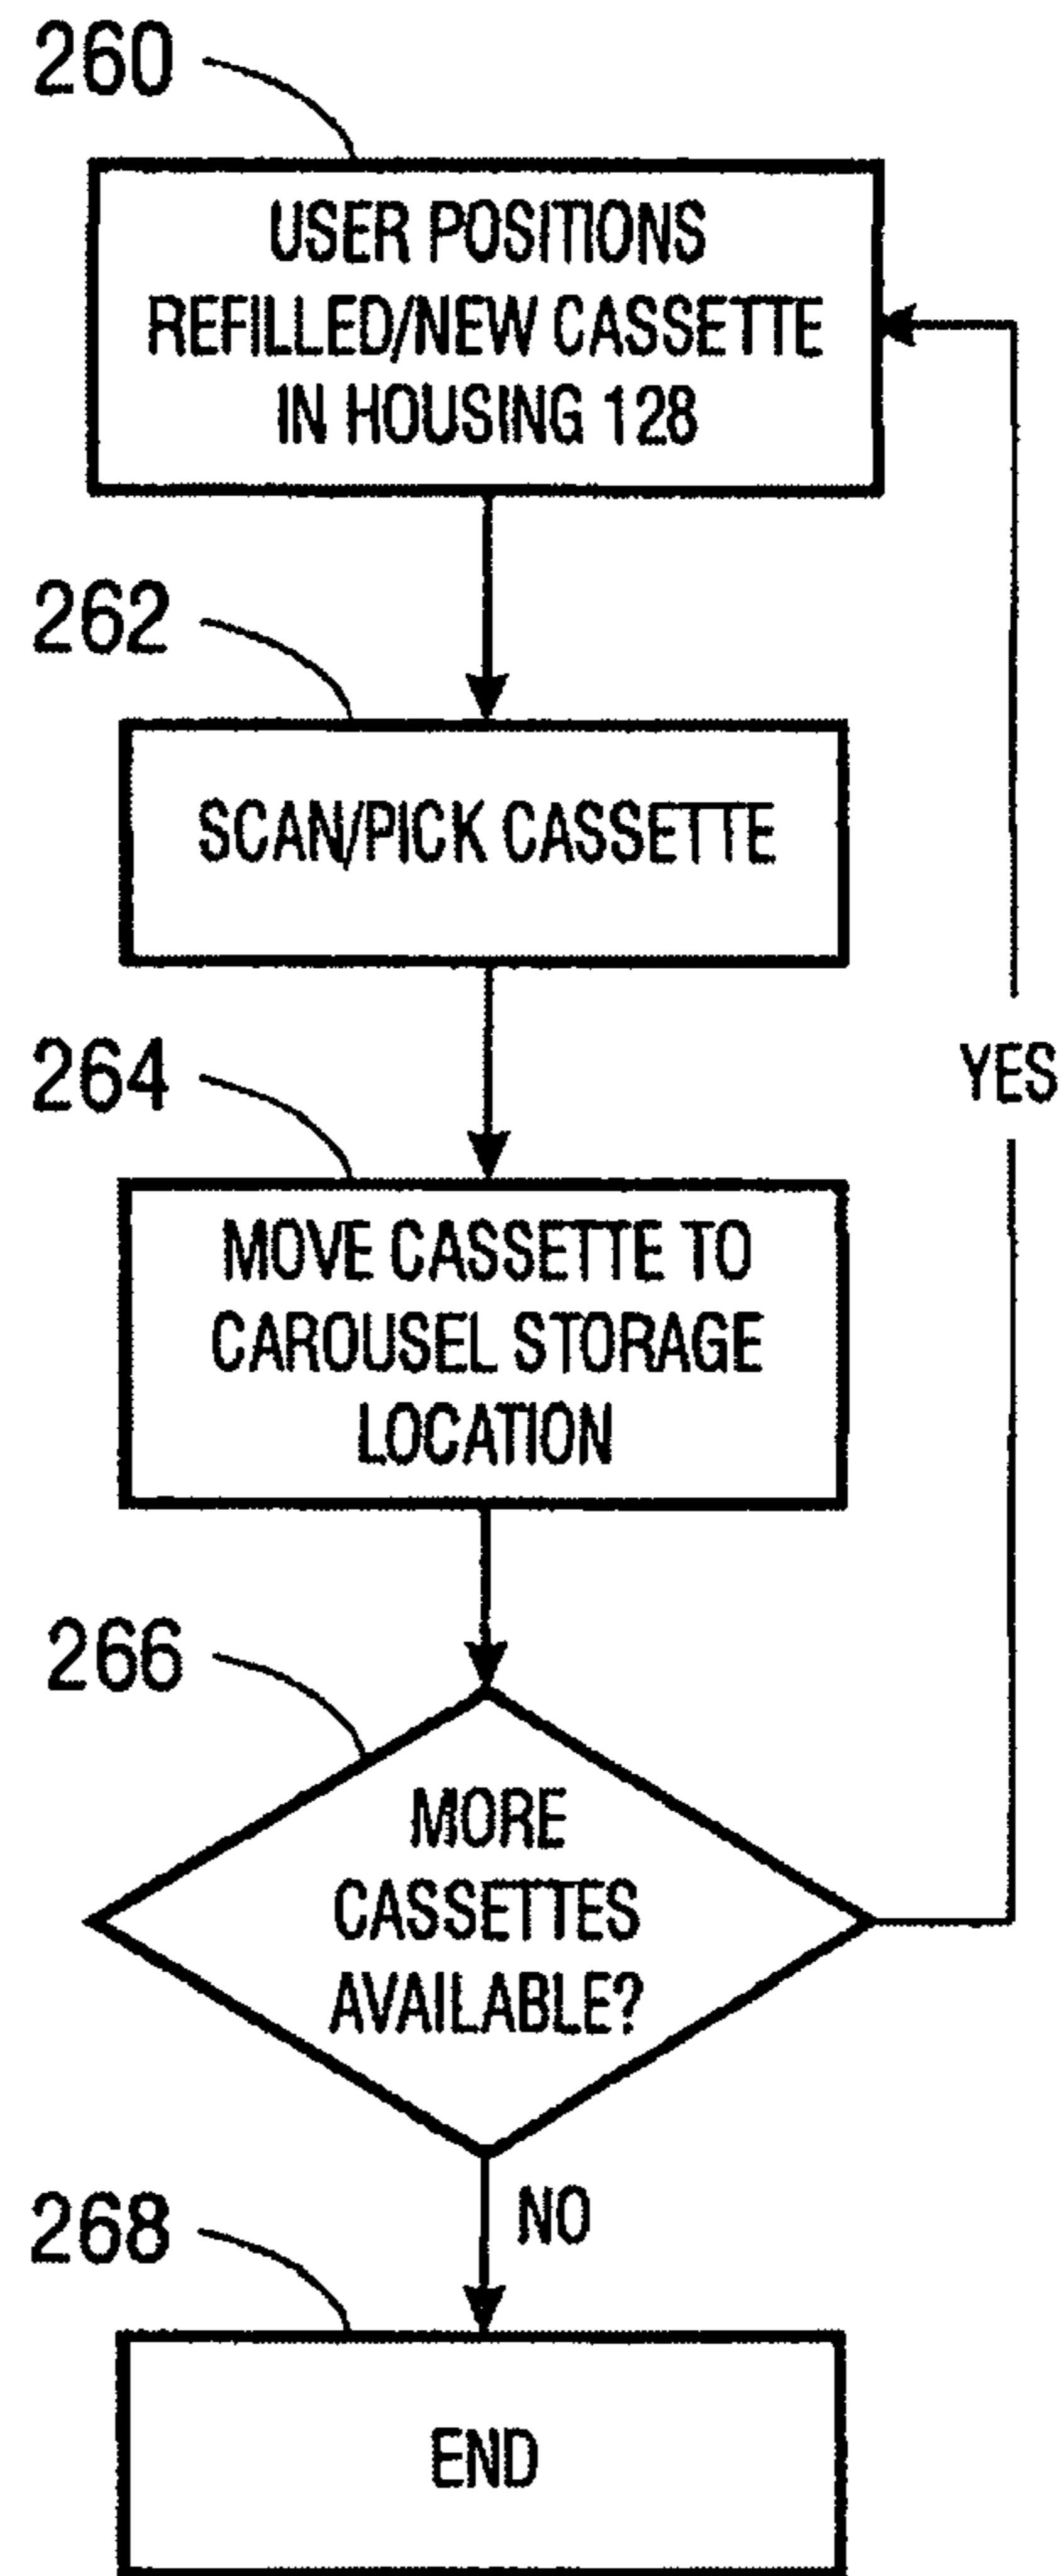 260
USER POSITIONS
REFILLED/NEW CASSETTE
IN HOUSING 128
262
SCAN/PICK CASSETTE
264
MOVE CASSETTE TO
CAROUSEL STORAGE
LOCATION
YES
266
MORE
CASSETTES
AVAILABLE?
NO
268
END